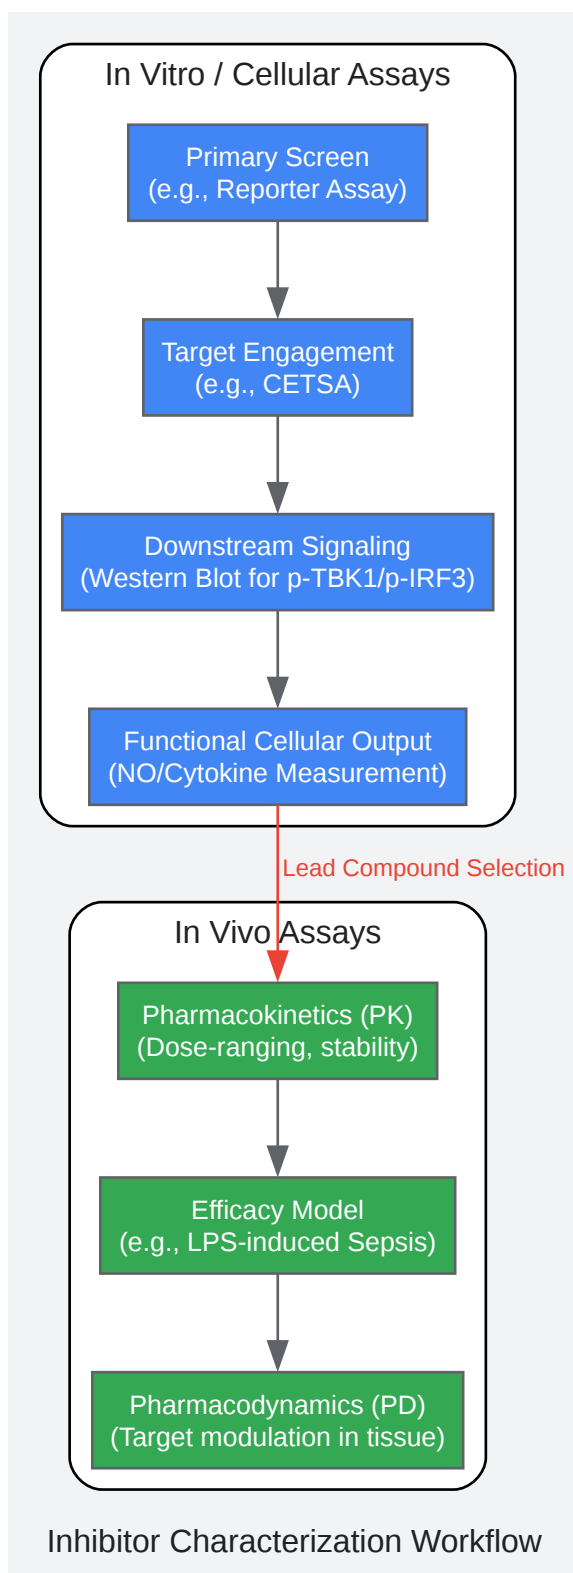 In Vitro / Cellular Assays
Primary Screen
(e.g., Reporter Assay)
Target Engagement
(e.g., CETSA)
Downstream Signaling
(Western Blot for p-TBK1/p-IRF3)
Functional Cellular Output
(NO/Cytokine Measurement)
Lead Compound Selection
In Vivo Assays
Pharmacokinetics (PK)
(Dose-ranging, stability)
Efficacy Model
(e.g., LPS-induced Sepsis)
Pharmacodynamics (PD)
(Target modulation in tissue)
Inhibitor Characterization Workflow